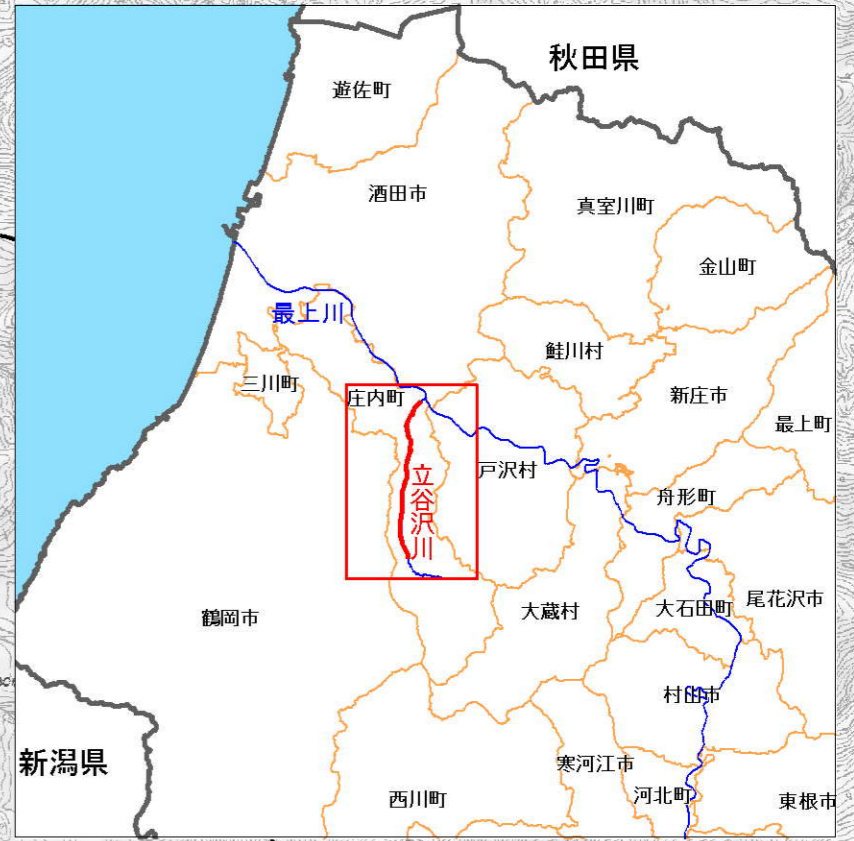 秋田県
遊佐町
酒田市
真室川町
金山町
最上川
鮭川村
三川町
庄内町
新庄市
最上町
戸沢村
立谷沢川
舟形町
鶴岡市
大蔵村
大石田町
尾花沢市
村山市
新潟県
寒河江市
西川町
河北町
東根市